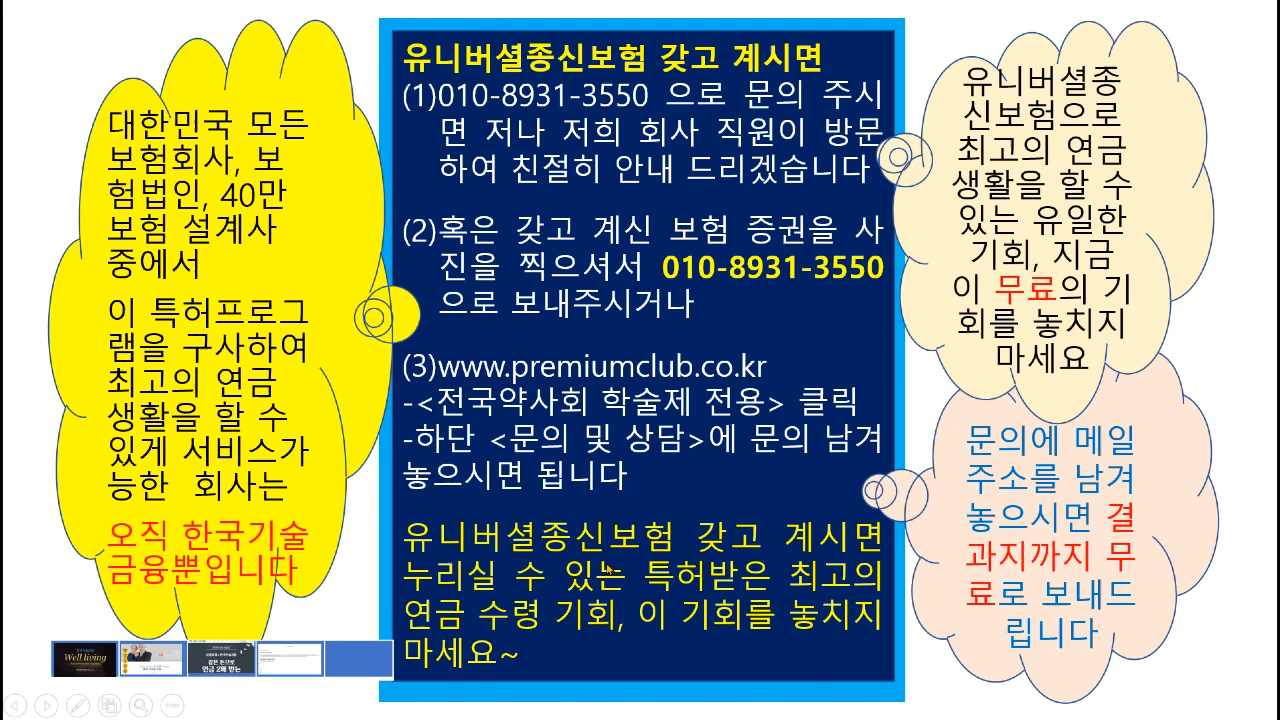 대한민국 모든
보험회사, 보
험법인, 40만
보험 설계사
중에서
이 특허프로그
램을 구사하여
최고의 연금
생활을 할 수
있게 서비스가
능한 회사는
오직 한국기술
금융뿐입니다
유니버셜종신보험 갖고 계시면
(1)010-8931-3550 으로 문의 주시
면 저나 저희 회사 직원이 방문
하여 친절히 안내 드리겠습니다
(2)혹은 갖고 계신 보험 증권을 사
진을 찍으셔서 010-8931-3550
으로 보내주시거나
(3)www.premiumclub.co.kr
-<전국약사회 학술제 전용> 클릭
-하단 <문의 및 상담>에 문의 남겨
놓으시면 됩니다
유니버셜종신보험 갖고 계시면
누리실 수 있는 특허받은 최고의
연금 수령 기회, 이 기회를 놓치지
마세요~
유니버셜종
신보험으로
최고의 연금
생활을 할 수
있는 유일한
기회, 지금
이 무료의 기
회를 놓치지
마세요
문의에 메일
주소를 남겨
놓으시면 결
과지까지 무
료로 보내드
립니다
Well living
같은 돈으로
연금 2배 받는